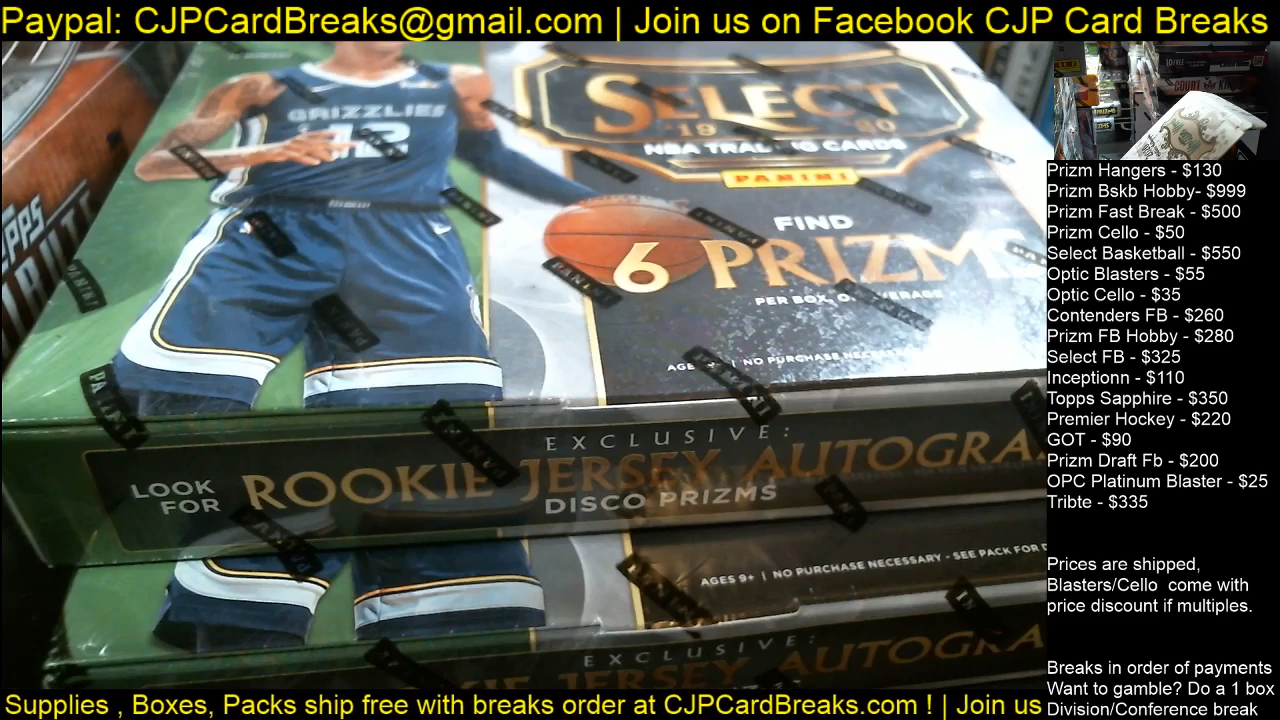 Paypal: CJPCardBreaks@gmail.com | Join us on Facebook CJP Card Breaks
TOPPS
GRIZZLIES
12
SELECT
19 20
NBA TRADING CARDS
PANINI
FIND
6 PRIZMS
PER BOX, ON AVERAGE
NO PURCHASE
EXCLUSIVE:
LOOK FOR
ROOKIE JERSEY AUTOGRA
DISCO PRIZMS
AGES 9+ | NO PURCHASE NECESSARY - SEE PACK FOR D
EXCLUSIVE:
ROOKIE JERSEY AUTOGRA
Prizm Hangers - $130
Prizm Bskb Hobby- $999
Prizm Fast Break - $500
Prizm Cello - $50
Select Basketball - $550
Optic Blasters - $55
Optic Cello - $35
Contenders FB - $260
Prizm FB Hobby - $280
Select FB - $325
Inceptionn - $110
Topps Sapphire - $350
Premier Hockey - $220
GOT - $90
Prizm Draft Fb - $200
OPC Platinum Blaster - $25
Tribte - $335
Prices are shipped,
Blasters/Cello come with
price discount if multiples.
Breaks in order of payments
Want to gamble? Do a 1 box
Division/Conference break
Supplies , Boxes, Packs ship free with breaks order at CJPCardBreaks.com ! | Join us